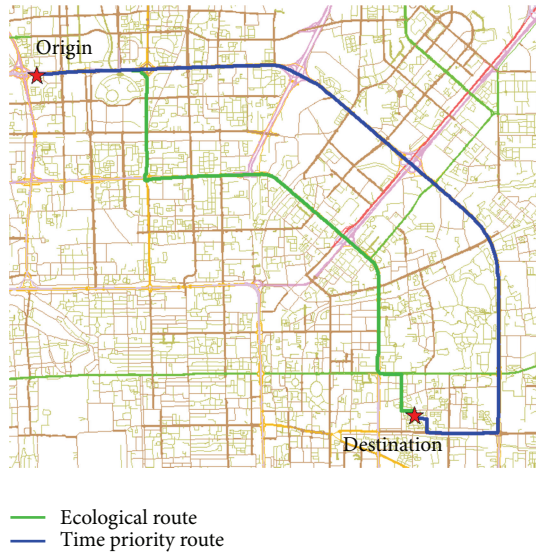 Origin
Destination
Ecological route
Time priority route